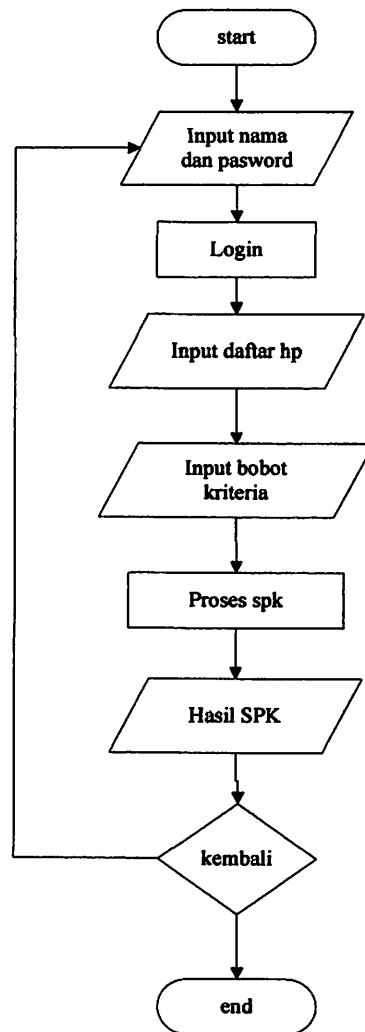 start
Input nama
dan pasword
Login
Input daftar hp
Input bobot
kriteria
Proses spk
Hasil SPK
kembali
end